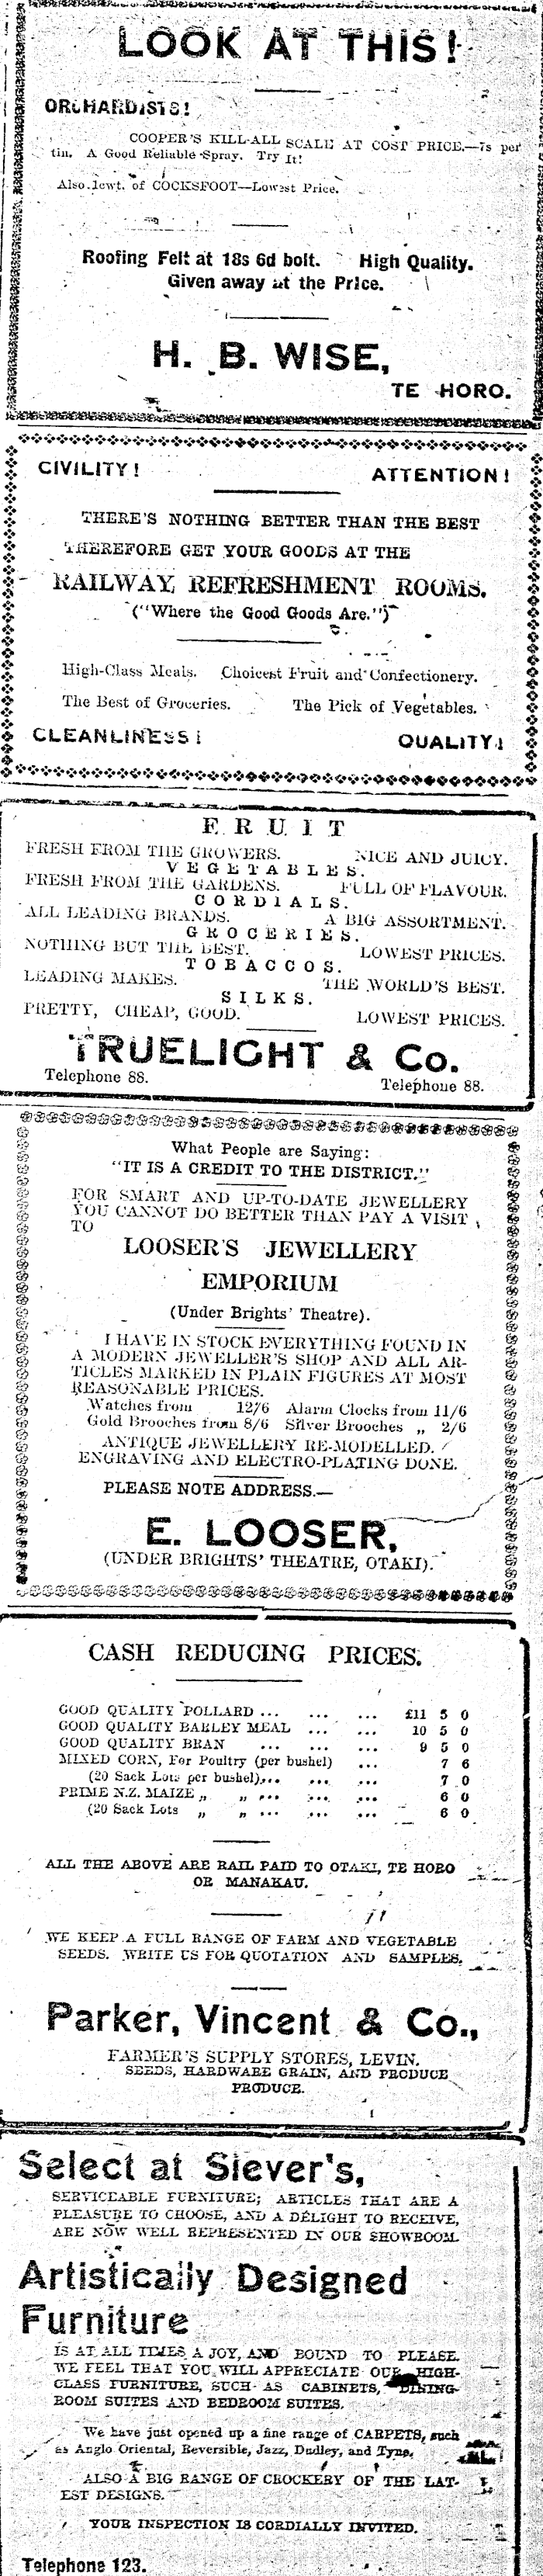 LOOK AT THIS!
ORCHARDISTS!
COOPER'S KILL-ALL SCALE AT COST PRICE.—7s per
tin. A Good Reliable Spray. Try It!
Also 1cwt. of COCKSFOOT—Lowest Price.
Roofing Felt at 18s 6d bolt. High Quality.
Given away at the Price.
H. B. WISE,
TE HORO.
CIVILITY! ATTENTION!
THERE'S NOTHING BETTER THAN THE BEST
THEREFORE GET YOUR GOODS AT THE
RAILWAY REFRESHMENT ROOMS.
("Where the Good Goods Are.")
High-Class Meals. Choicest Fruit and Confectionery.
The Best of Groceries. The Pick of Vegetables.
CLEANLINESS! QUALITY!
FRUIT
FRESH FROM THE GROWERS. NICE AND JUICY.
VEGETABLES.
FRESH FROM THE GARDENS. FULL OF FLAVOUR.
CORDIALS.
ALL LEADING BRANDS. A BIG ASSORTMENT.
GROCERIES.
NOTHING BUT THE BEST. LOWEST PRICES.
TOBACCOS.
LEADING MAKES. THE WORLD'S BEST.
SILKS.
PRETTY, CHEAP, GOOD. LOWEST PRICES.
TRUELIGHT & Co.
Telephone 88. Telephone 88.
What People are Saying:
"IT IS A CREDIT TO THE DISTRICT."
FOR SMART AND UP-TO-DATE JEWELLERY
YOU CANNOT DO BETTER THAN PAY A VISIT
TO
LOOSER'S JEWELLERY
EMPORIUM
(Under Brights' Theatre).
I HAVE IN STOCK EVERYTHING FOUND IN
A MODERN JEWELLER'S SHOP AND ALL AR-
TICLES MARKED IN PLAIN FIGURES AT MOST
REASONABLE PRICES.
Watches from 12/6 Alarm Clocks from 11/6
Gold Brooches from 8/6 Silver Brooches „ 2/6
ANTIQUE JEWELLERY RE-MODELLED.
ENGRAVING AND ELECTRO-PLATING DONE.
PLEASE NOTE ADDRESS.—
E. LOOSER,
(UNDER BRIGHTS' THEATRE, OTAKI).
CASH REDUCING PRICES.
GOOD QUALITY POLLARD ... ... ... £11 5 0
GOOD QUALITY BARLEY MEAL ... ... 10 5 0
GOOD QUALITY BRAN ... ... ... 9 5 0
MIXED CORN, For Poultry (per bushel) ... 7 6
(20 Sack Lots per bushel)... ... ... 7 0
PRIME N.Z. MAIZE „ „ ... ... ... 6 0
(20 Sack Lots „ „ ... ... ... 6 0
ALL THE ABOVE ARE RAIL PAID TO OTAKI, TE HORO
OR MANAKAU.
WE KEEP A FULL RANGE OF FARM AND VEGETABLE
SEEDS. WRITE US FOR QUOTATION AND SAMPLES.
Parker, Vincent & Co.,
FARMER'S SUPPLY STORES, LEVIN.
SEEDS, HARDWARE GRAIN, AND PRODUCE
PRODUCE.
Select at Siever's,
SERVICEABLE FURNITURE; ARTICLES THAT ARE A
PLEASURE TO CHOOSE, AND A DELIGHT TO RECEIVE,
ARE NOW WELL REPRESENTED IN OUR SHOWROOM.
Artistically Designed
Furniture
IS AT ALL TIMES A JOY, AND BOUND TO PLEASE.
WE FEEL THAT YOU WILL APPRECIATE OUR HIGH-
CLASS FURNITURE, SUCH AS CABINETS, DINING-
ROOM SUITES AND BEDROOM SUITES.
We have just opened up a fine range of CARPETS, such
as Anglo Oriental, Reversible, Jazz, Dudley, and Tyne.
ALSO A BIG RANGE OF CROCKERY OF THE LAT-
EST DESIGNS.
YOUR INSPECTION IS CORDIALLY INVITED.
Telephone 123.